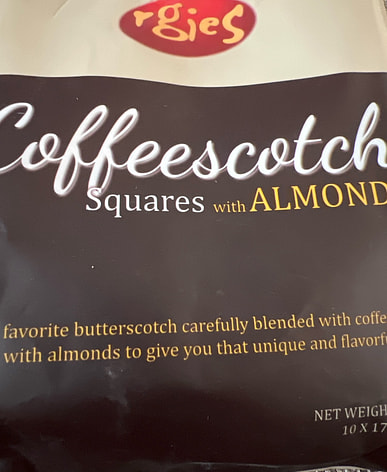 rgies
Coffeescotch
Squares with ALMOND
favorite butterscotch carefully blended with coffe
with almonds to give you that unique and flavorf
NET WEIGH
10 X 17